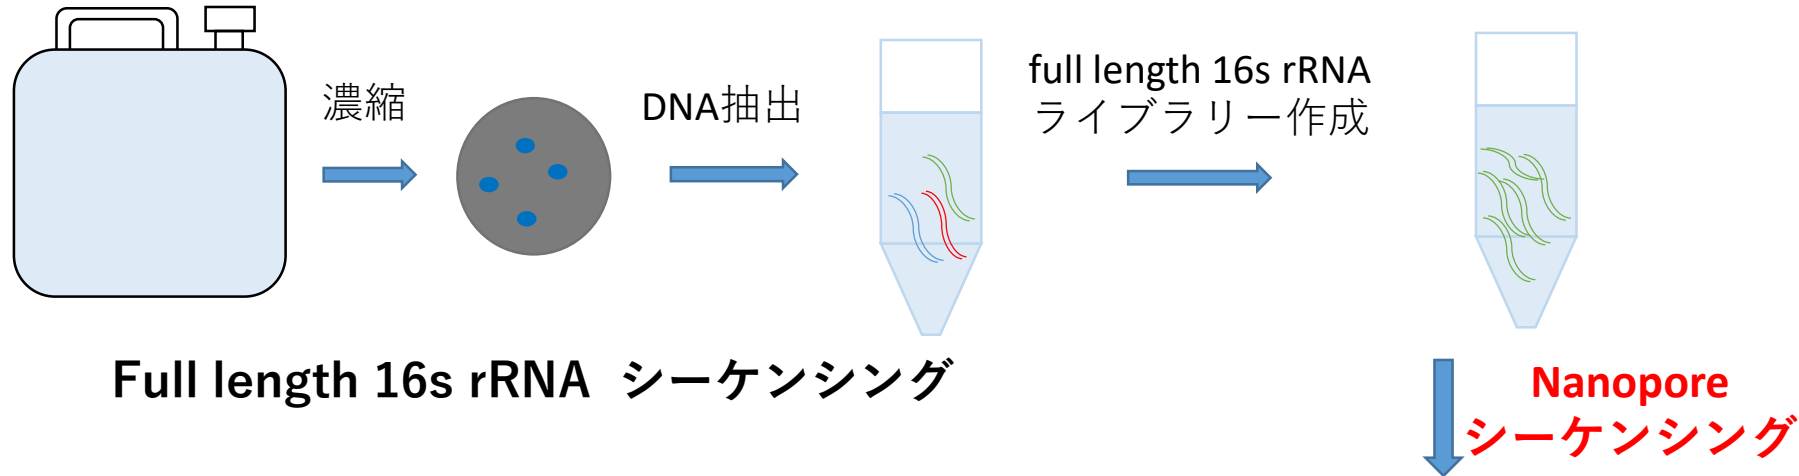 濃縮
DNA抽出
full length 16s rRNA
ライブラリー作成
Full length 16s rRNA シーケンシング
Nanopore
シーケンシング